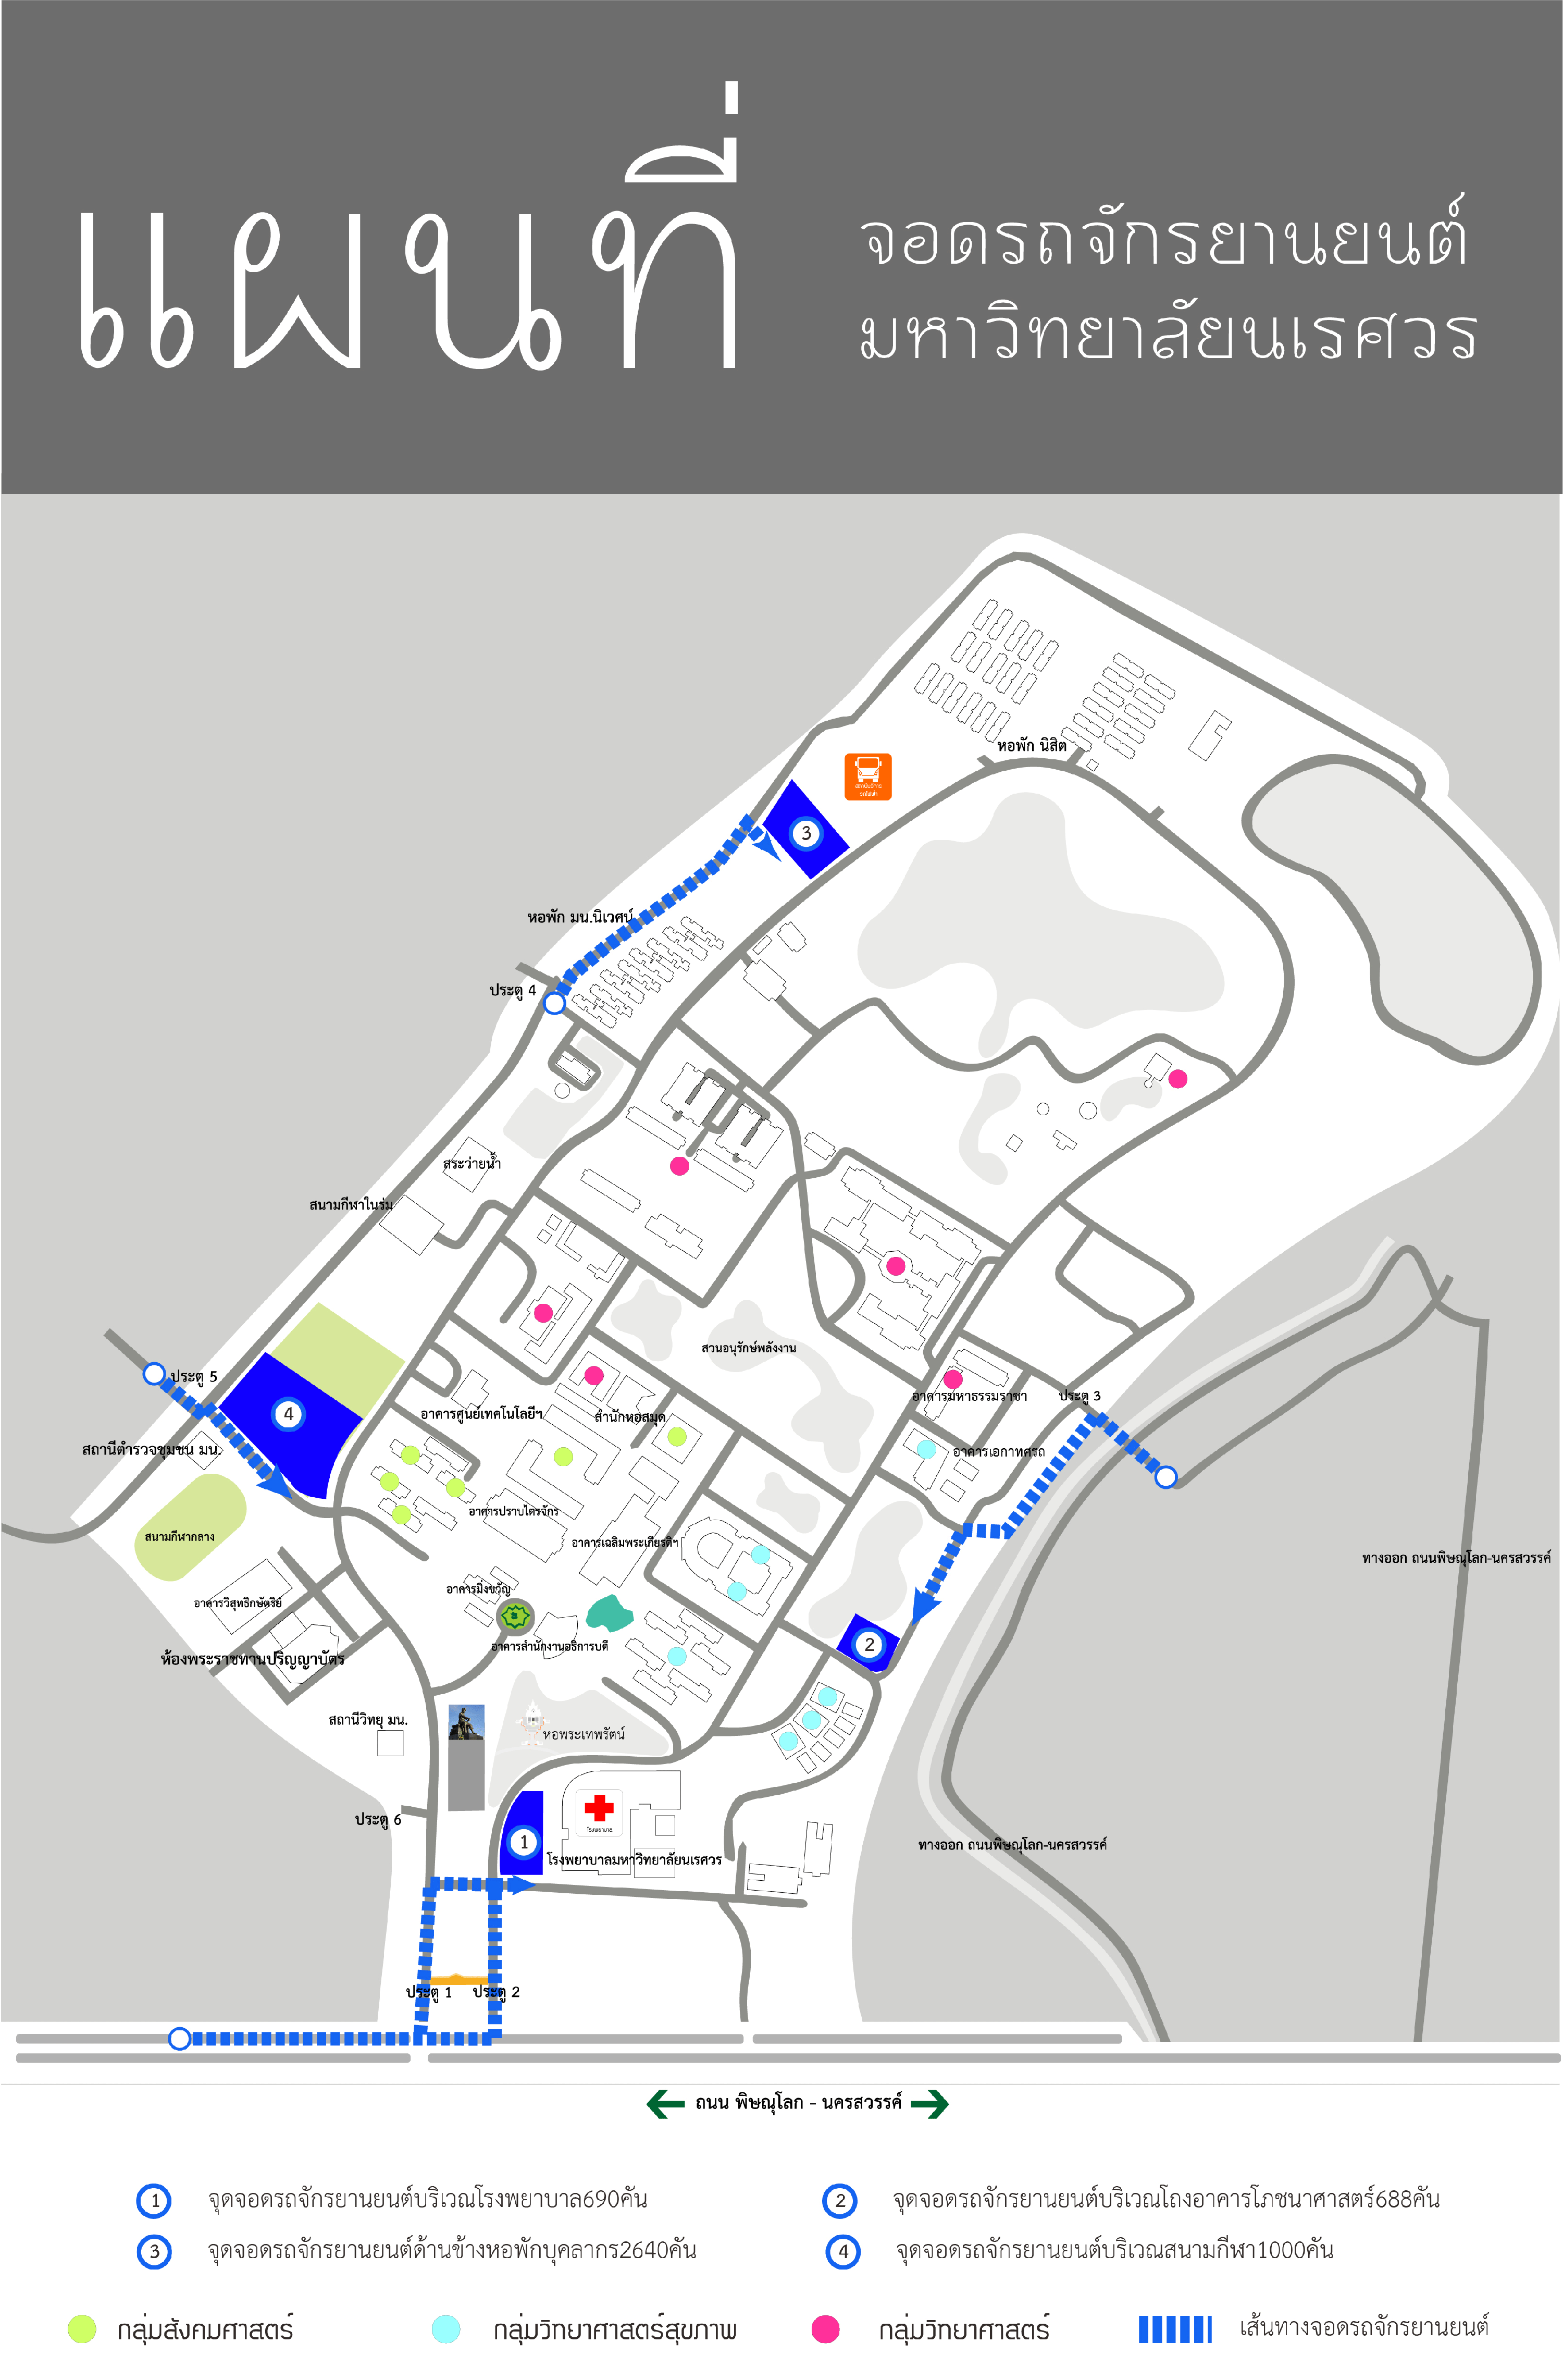 แผนที่
จอดรถจักรยานยนต์
มหาวิทยาลัยนเรศวร
หอพัก นิสิต
สถานีบริการ
รถไฟฟ้า
3
หอพัก มน.นิเวศน์
ประตู 4
สระว่ายน้ำ
สนามกีฬาในร่ม
สวนอนุรักษ์พลังงาน
ประตู 5
4
อาคารมหาธรรมราชา
ประตู 3
อาคารศูนย์เทคโนโลยีฯ
สำนักหอสมุด
สถานีตำรวจชุมชน มน.
อาคารเอกาทศรถ
อาคารปราบไตรจักร
สนามกีฬากลาง
อาคารเฉลิมพระเกียรติฯ
ทางออก ถนนพิษณุโลก-นครสวรรค์
อาคารมิ่งขวัญ
อาคารวิสุทธิกษัตริย์
อาคารสำนักงานอธิการบดี
2
ห้องพระราชทานปริญญาบัตร
สถานีวิทยุ มน.
หอพระเทพรัตน์
ประตู 6
โรงพยาบาล
1
ทางออก ถนนพิษณุโลก-นครสวรรค์
โรงพยาบาลมหาวิทยาลัยนเรศวร
ประตู 1
ประตู 2
ถนน พิษณุโลก - นครสวรรค์
1 จุดจอดรถจักรยานยนต์บริเวณโรงพยาบาล690คัน
2 จุดจอดรถจักรยานยนต์บริเวณโถงอาคารโภชนาศาสตร์688คัน
3 จุดจอดรถจักรยานยนต์ด้านข้างหอพักบุคลากร2640คัน
4 จุดจอดรถจักรยานยนต์บริเวณสนามกีฬา1000คัน
กลุ่มสังคมศาสตร์
กลุ่มวิทยาศาสตร์สุขภาพ
กลุ่มวิทยาศาสตร์
เส้นทางจอดรถจักรยานยนต์